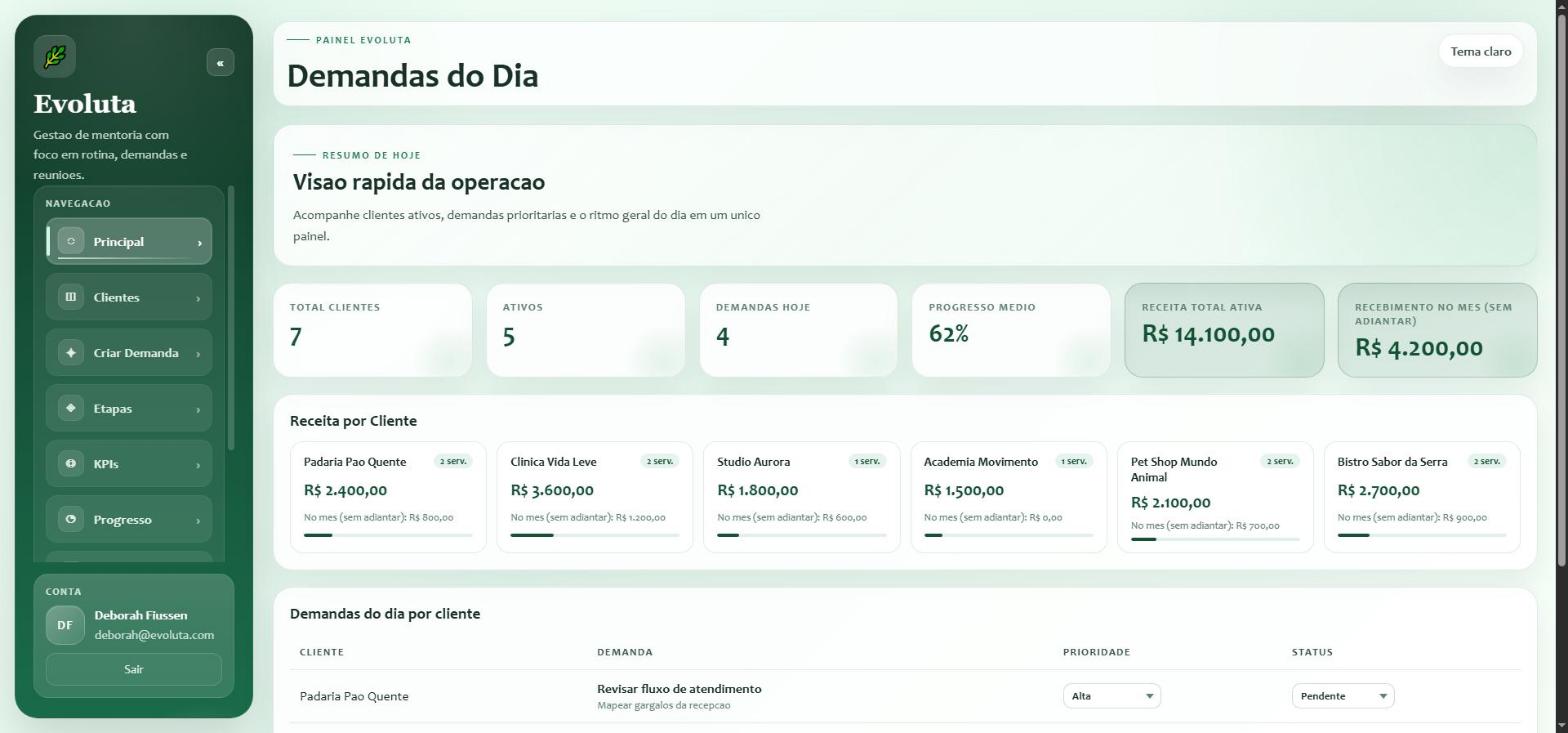 «
Evoluta
Gestao de mentoria com
foco em rotina, demandas e
reunioes.
NAVEGACAO
Principal ›
Clientes ›
Criar Demanda ›
Etapas ›
KPIs ›
Progresso ›
CONTA
DF
Deborah Fiussen
deborah@evoluta.com
Sair
PAINEL EVOLUTA
Demandas do Dia
Tema claro
RESUMO DE HOJE
Visao rapida da operacao
Acompanhe clientes ativos, demandas prioritarias e o ritmo geral do dia em um unico
painel.
TOTAL CLIENTES
7
ATIVOS
5
DEMANDAS HOJE
4
PROGRESSO MEDIO
62%
RECEITA TOTAL ATIVA
R$ 14.100,00
RECEBIMENTO NO MES (SEM
ADIANTAR)
R$ 4.200,00
Receita por Cliente
Padaria Pao Quente 2 serv.
R$ 2.400,00
No mes (sem adiantar): R$ 800,00
Clinica Vida Leve 2 serv.
R$ 3.600,00
No mes (sem adiantar): R$ 1.200,00
Studio Aurora 1 serv.
R$ 1.800,00
No mes (sem adiantar): R$ 600,00
Academia Movimento 1 serv.
R$ 1.500,00
No mes (sem adiantar): R$ 0,00
Pet Shop Mundo 2 serv.
Animal
R$ 2.100,00
No mes (sem adiantar): R$ 700,00
Bistro Sabor da Serra 2 serv.
R$ 2.700,00
No mes (sem adiantar): R$ 900,00
Demandas do dia por cliente
CLIENTE DEMANDA PRIORIDADE STATUS
Padaria Pao Quente Revisar fluxo de atendimento Alta Pendente
Mapear gargalos da recepcao